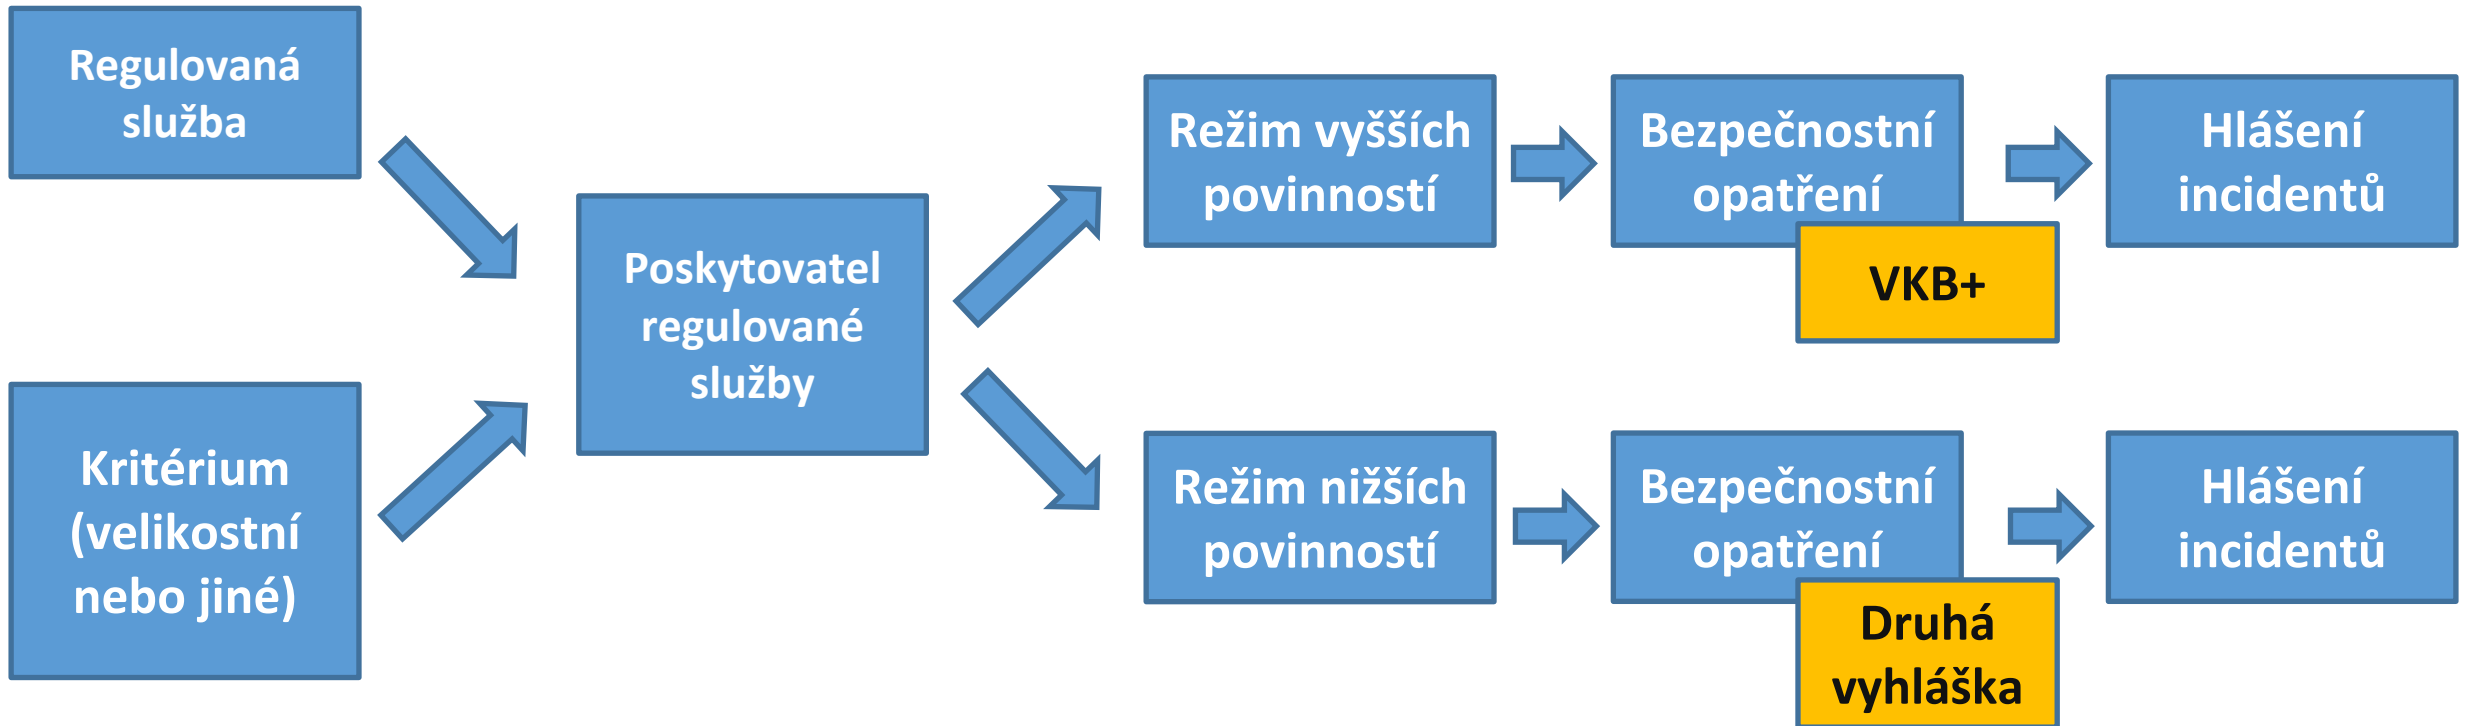 Regulovaná
služba
Kritérium
(velikostní
nebo jiné)
Poskytovatel
regulované
služby
Režim vyšších
povinností
Bezpečnostní
opatření
VKB+
Hlášení
incidentů
Režim nižších
povinností
Bezpečnostní
opatření
Druhá
vyhláška
Hlášení
incidentů